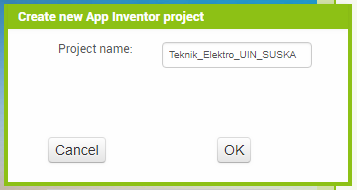 Create new App Inventor project
Project name: Teknik_Elektro_UIN_SUSKA
Cancel OK